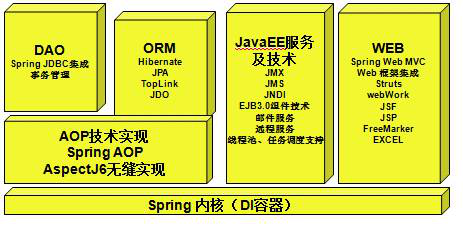 DAO
Spring JDBC集成
事务管理
ORM
Hibernate
JPA
TopLink
JDO
JavaEE服务
及技术
JMX
JMS
JNDI
EJB3.0组件技术
邮件服务
远程服务
线程池、任务调度支持
WEB
Spring Web MVC
Web 框架集成
Struts
webWork
JSF
JSP
FreeMarker
EXCEL
AOP技术实现
Spring AOP
AspectJ6无缝实现
Spring 内核（DI容器）